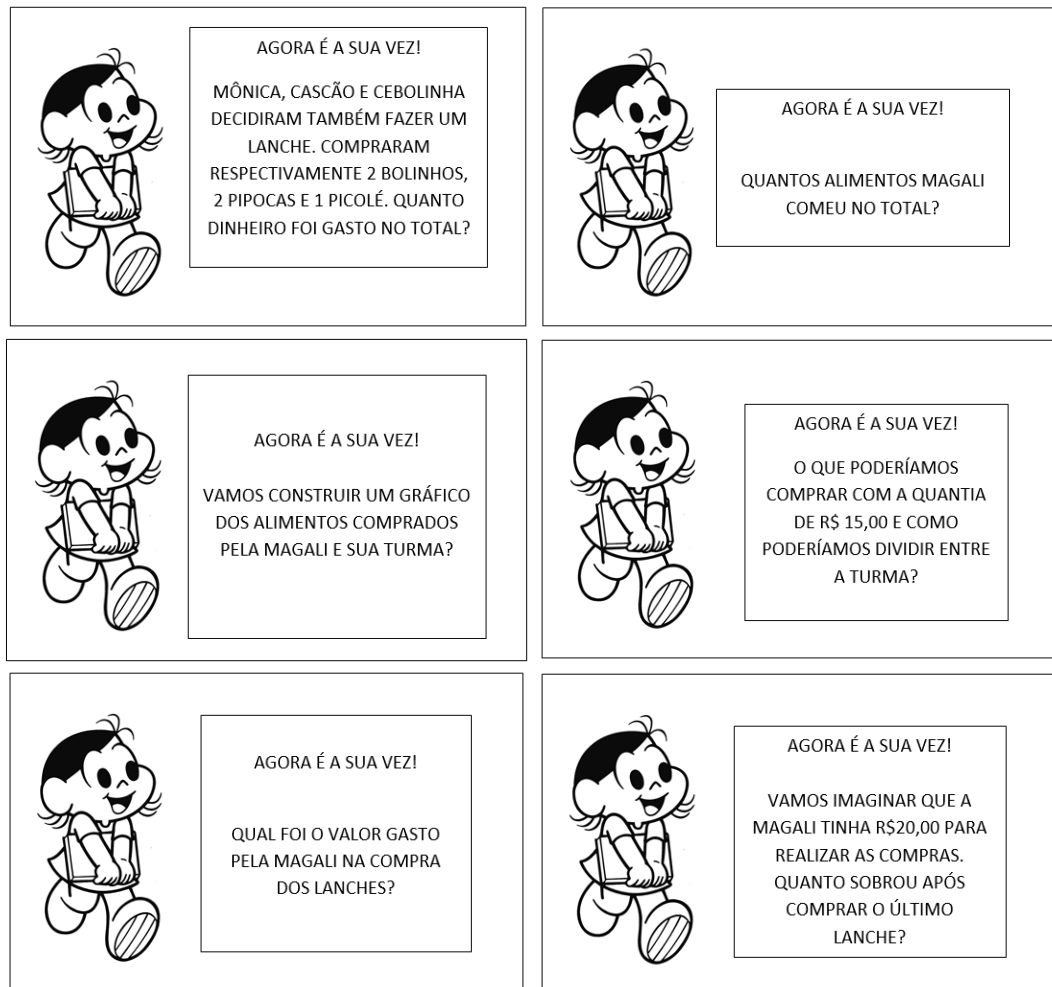 AGORA É A SUA VEZ!
MÔNICA, CASCÃO E CEBOLINHA
DECIDIRAM TAMBÉM FAZER UM
LANCHE. COMPRARAM
RESPECTIVAMENTE 2 BOLINHOS,
2 PIPOCAS E 1 PICOLÉ. QUANTO
DINHEIRO FOI GASTO NO TOTAL?
AGORA É A SUA VEZ!
QUANTOS ALIMENTOS MAGALI
COMEU NO TOTAL?
AGORA É A SUA VEZ!
VAMOS CONSTRUIR UM GRÁFICO
DOS ALIMENTOS COMPRADOS
PELA MAGALI E SUA TURMA?
AGORA É A SUA VEZ!
O QUE PODERÍAMOS
COMPRAR COM A QUANTIA
DE R$ 15,00 E COMO
PODERÍAMOS DIVIDIR ENTRE
A TURMA?
AGORA É A SUA VEZ!
QUAL FOI O VALOR GASTO
PELA MAGALI NA COMPRA
DOS LANCHES?
AGORA É A SUA VEZ!
VAMOS IMAGINAR QUE A
MAGALI TINHA R$20,00 PARA
REALIZAR AS COMPRAS.
QUANTO SOBROU APÓS
COMPRAR O ÚLTIMO
LANCHE?